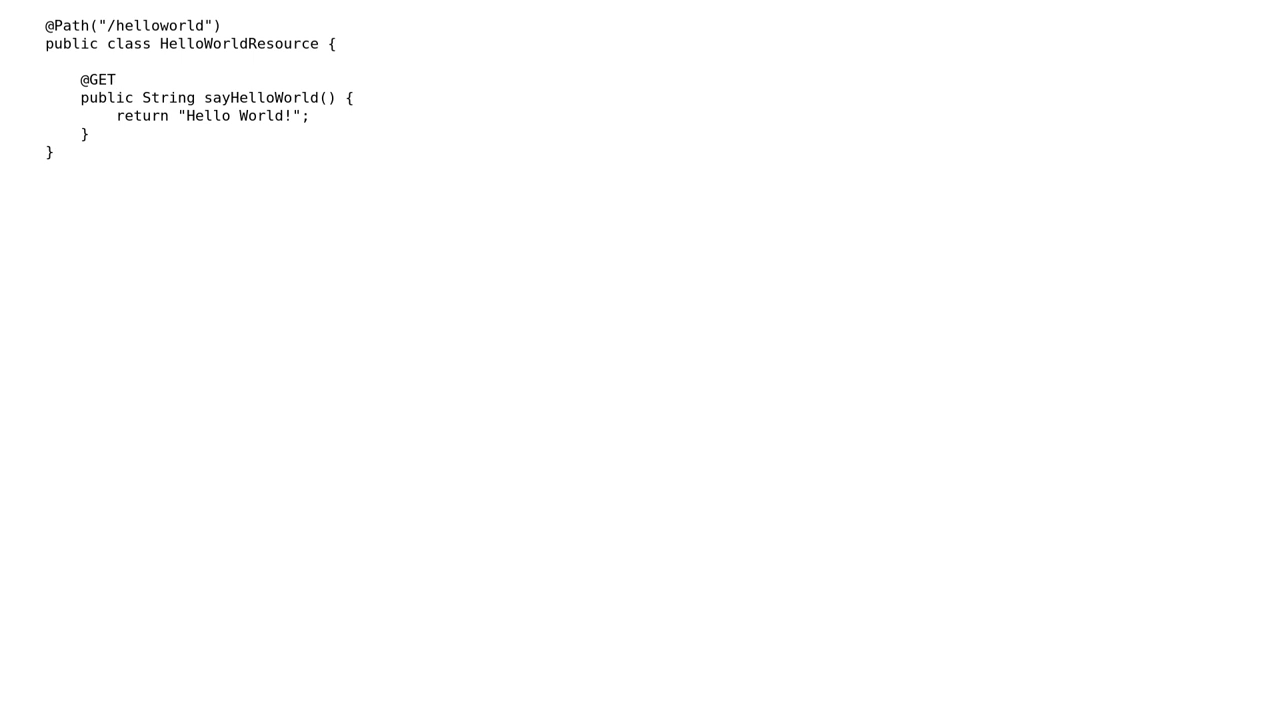 @Path("/helloworld")
public class HelloWorldResource {

    @GET
    public String sayHelloWorld() {
        return "Hello World!";
    }
}